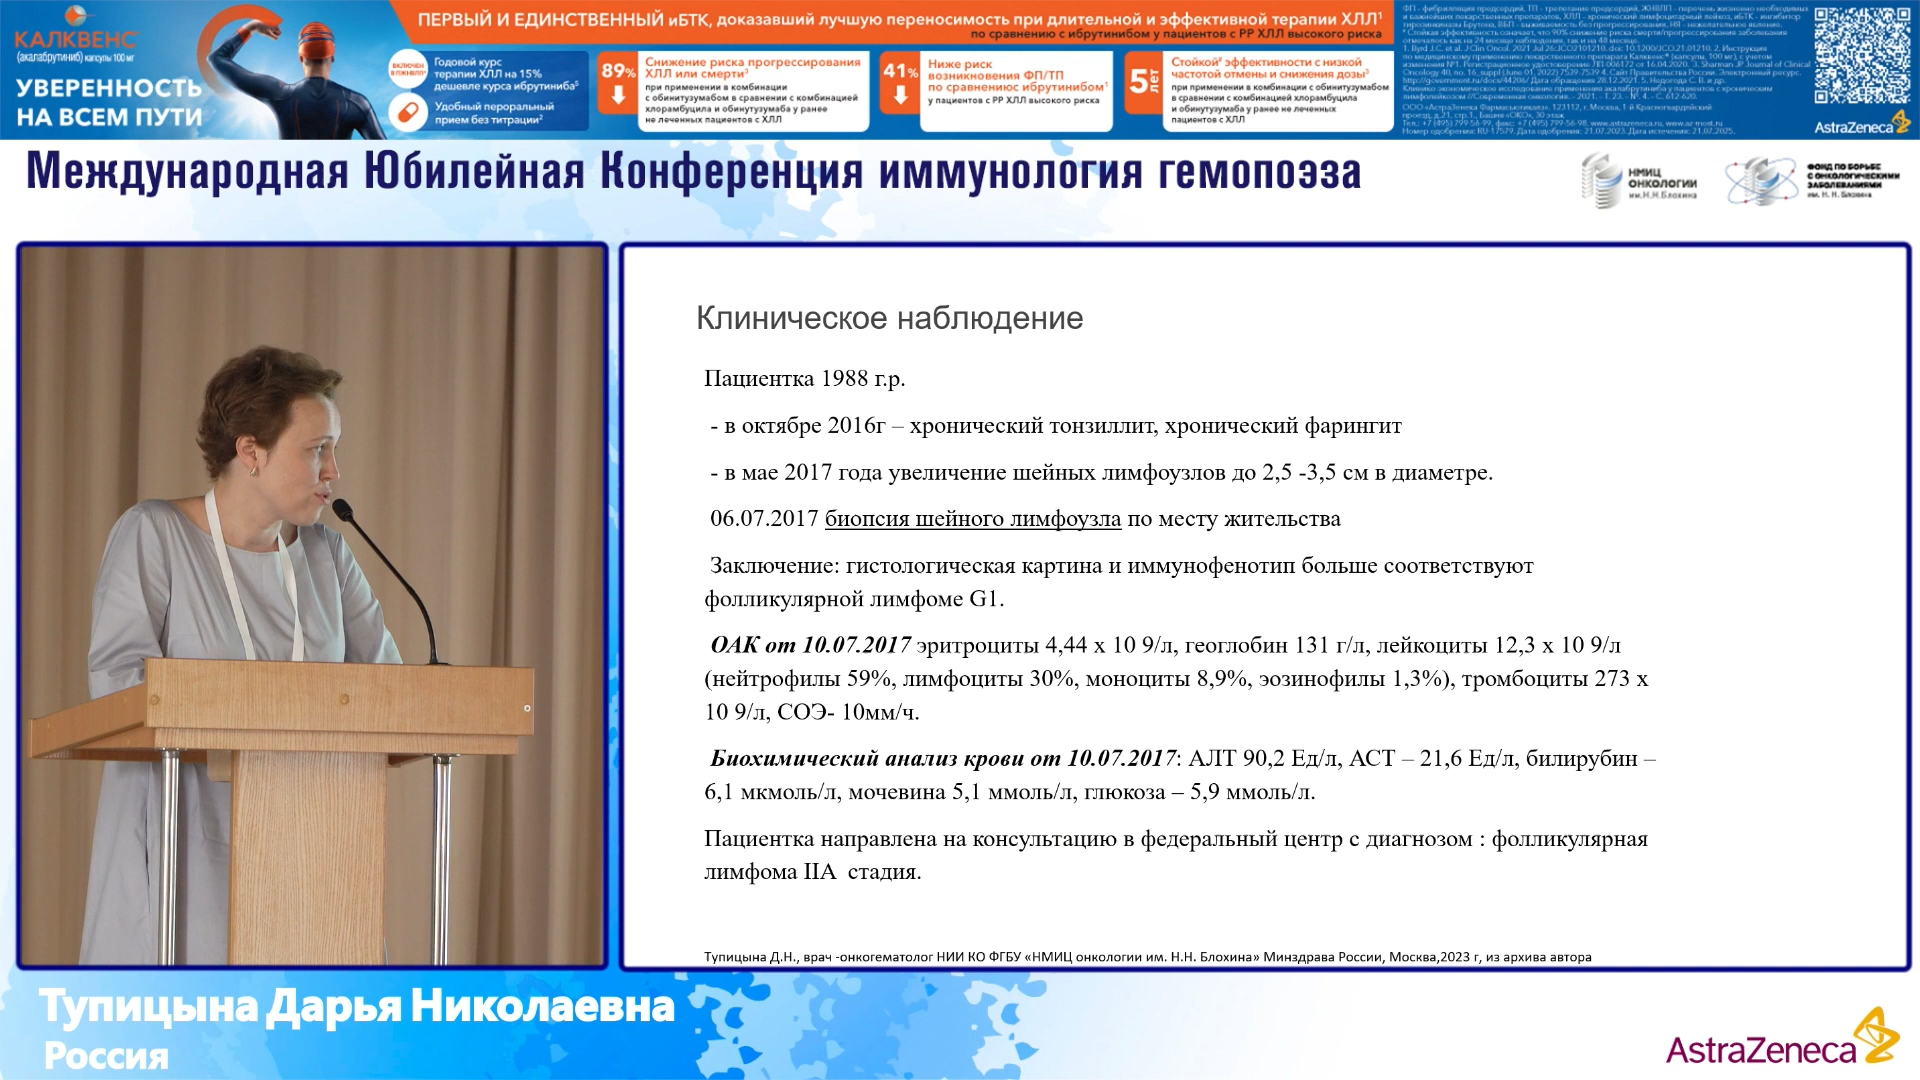 КАЛКВЕНС
(акалабрутиниб) капсулы 100 мг
УВЕРЕННОСТЬ
НА ВСЕМ ПУТИ
ПЕРВЫЙ И ЕДИНСТВЕННЫЙ иБТК, доказавший лучшую переносимость при длительной и эффективной терапии ХЛЛ¹
по сравнению с ибрутинибом у пациентов с РР ХЛЛ высокого риска
ВКЛЮЧЕН
В ПЖНВЛП
Годовой курс
терапии ХЛЛ на 15%
дешевле курса ибрутиниба⁵
Удобный пероральный
прием без титрации²
89%
Снижение риска прогрессирования
ХЛЛ или смерти³
при применении в комбинации
с обинутузумабом в сравнении с комбинацией
хлорамбуцила и обинутузумаба у ранее
не леченных пациентов с ХЛЛ
41%
Ниже риск
возникновения ФП/ТП
по сравнению с ибрутинибом¹
у пациентов с РР ХЛЛ высокого риска
5 лет
Стойкой# эффективности с низкой
частотой отмены и снижения дозы³
при применении в комбинации с обинутузумабом
в сравнении с комбинацией хлорамбуцила
и обинутузумаба у ранее не леченных
пациентов с ХЛЛ
AstraZeneca
Международная Юбилейная Конференция иммунология гемопоэза
НМИЦ
ОНКОЛОГИИ
им.Н.Н.Блохина
ФОНД ПО БОРЬБЕ
С ОНКОЛОГИЧЕСКИМИ
ЗАБОЛЕВАНИЯМИ
им. Н. Н. Блохина
Клиническое наблюдение
Пациентка 1988 г.р.
- в октябре 2016г – хронический тонзиллит, хронический фарингит
- в мае 2017 года увеличение шейных лимфоузлов до 2,5 -3,5 см в диаметре.
06.07.2017 биопсия шейного лимфоузла по месту жительства
Заключение: гистологическая картина и иммунофенотип больше соответствуют
фолликулярной лимфоме G1.
ОАК от 10.07.2017 эритроциты 4,44 х 10 9/л, геоглобин 131 г/л, лейкоциты 12,3 х 10 9/л
(нейтрофилы 59%, лимфоциты 30%, моноциты 8,9%, эозинофилы 1,3%), тромбоциты 273 х
10 9/л, СОЭ- 10мм/ч.
Биохимический анализ крови от 10.07.2017: АЛТ 90,2 Ед/л, АСТ – 21,6 Ед/л, билирубин –
6,1 мкмоль/л, мочевина 5,1 ммоль/л, глюкоза – 5,9 ммоль/л.
Пациентка направлена на консультацию в федеральный центр с диагнозом : фолликулярная
лимфома IIА стадия.
Тупицына Д.Н., врач -онкогематолог НИИ КО ФГБУ «НМИЦ онкологии им. Н.Н. Блохина» Минздрава России, Москва,2023 г, из архива автора
Тупицына Дарья Николаевна
Россия
AstraZeneca